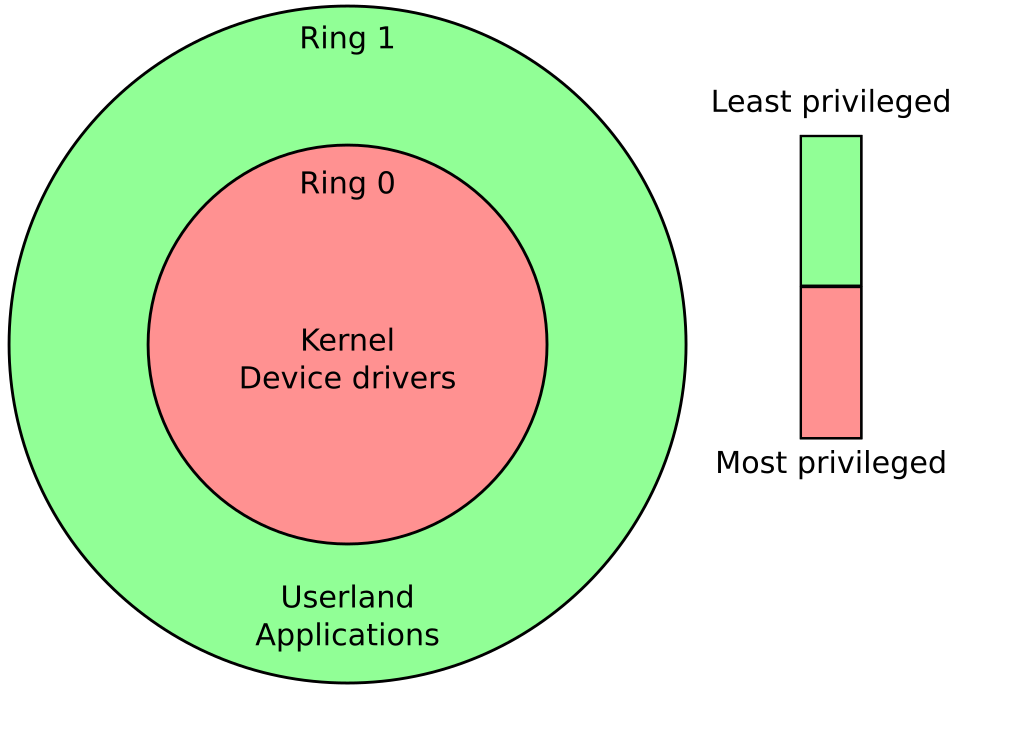 Ring 1
Ring 0
Kernel
Device drivers
Userland
Applications
Least privileged
Most privileged